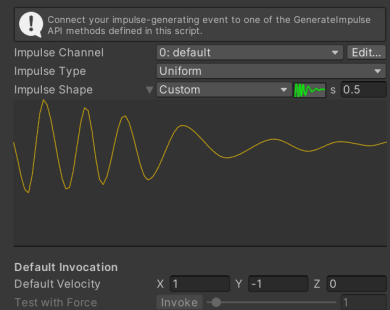 Connect your impulse-generating event to one of the GenerateImpulse
API methods defined in this script.
Impulse Channel 0: default Edit...
Impulse Type Uniform
Impulse Shape Custom s 0.5
Default Invocation
Default Velocity X 1 Y -1 Z 0
Test with Force Invoke 1